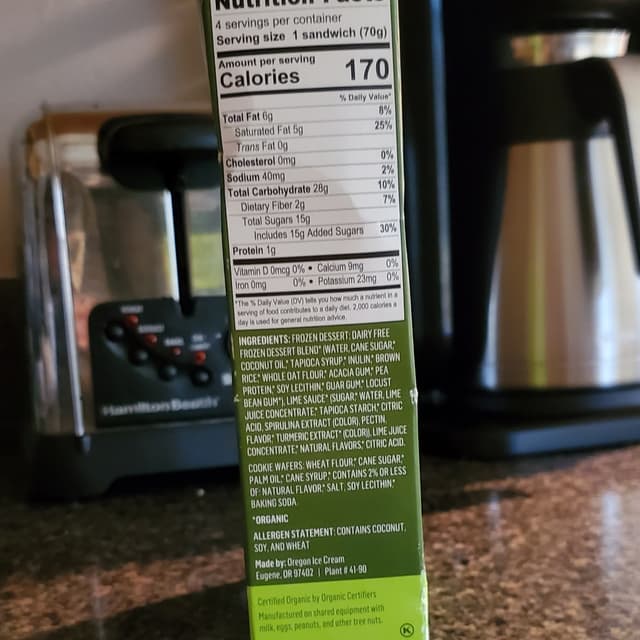 Nutrition Facts
4 servings per container
Serving size 1 sandwich (70g)
Amount per serving
Calories 170
% Daily Value*
Total Fat 6g 8%
Saturated Fat 5g 25%
Trans Fat 0g
Cholesterol 0mg 0%
Sodium 40mg 2%
Total Carbohydrate 28g 10%
Dietary Fiber 2g 7%
Total Sugars 15g
Includes 15g Added Sugars 30%
Protein 1g
Vitamin D 0mcg 0% • Calcium 9mg 0%
Iron 0mg 0% • Potassium 23mg 0%
*The % Daily Value (DV) tells you how much a nutrient in a
serving of food contributes to a daily diet. 2,000 calories a
day is used for general nutrition advice.
INGREDIENTS: FROZEN DESSERT: DAIRY FREE
FROZEN DESSERT BLEND* (WATER, CANE SUGAR,*
COCONUT OIL,* TAPIOCA SYRUP,* INULIN,* BROWN
RICE,* WHOLE OAT FLOUR,* ACACIA GUM,* PEA
PROTEIN,* SOY LECITHIN,* GUAR GUM,* LOCUST
BEAN GUM*), LIME SAUCE* (SUGAR,* WATER, LIME
JUICE CONCENTRATE,* TAPIOCA STARCH,* CITRIC
ACID, SPIRULINA EXTRACT (COLOR), PECTIN,
FLAVOR,* TURMERIC EXTRACT* (COLOR)), LIME JUICE
CONCENTRATE,* NATURAL FLAVORS,* CITRIC ACID.
COOKIE WAFERS: WHEAT FLOUR,* CANE SUGAR,*
PALM OIL,* CANE SYRUP,* CONTAINS 2% OR LESS
OF: NATURAL FLAVOR,* SALT, SOY LECITHIN,*
BAKING SODA.
*ORGANIC
ALLERGEN STATEMENT: CONTAINS COCONUT,
SOY, AND WHEAT
Made by: Oregon Ice Cream
Eugene, OR 97402 | Plant # 41-90
Certified Organic by Organic Certifiers
Manufactured on shared equipment with
milk, eggs, peanuts, and other tree nuts.
K
Hamilton Beach